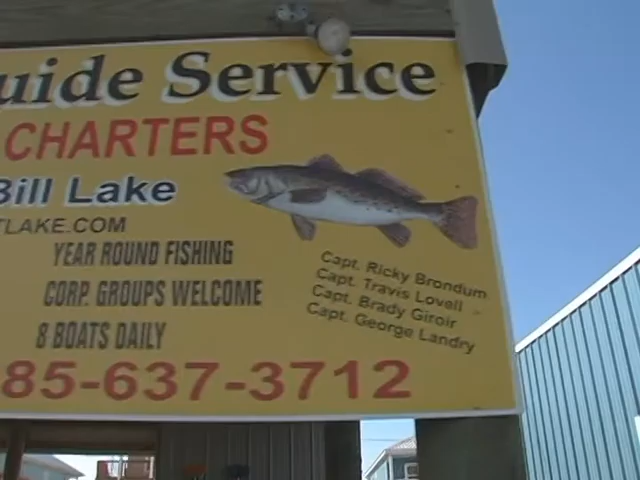 uide Service
CHARTERS
Bill Lake
TLAKE.COM
YEAR ROUND FISHING
CORP. GROUPS WELCOME
8 BOATS DAILY
Capt. Ricky Brondum
Capt. Travis Lovell
Capt. Brady Giroir
Capt. George Landry
85-637-3712